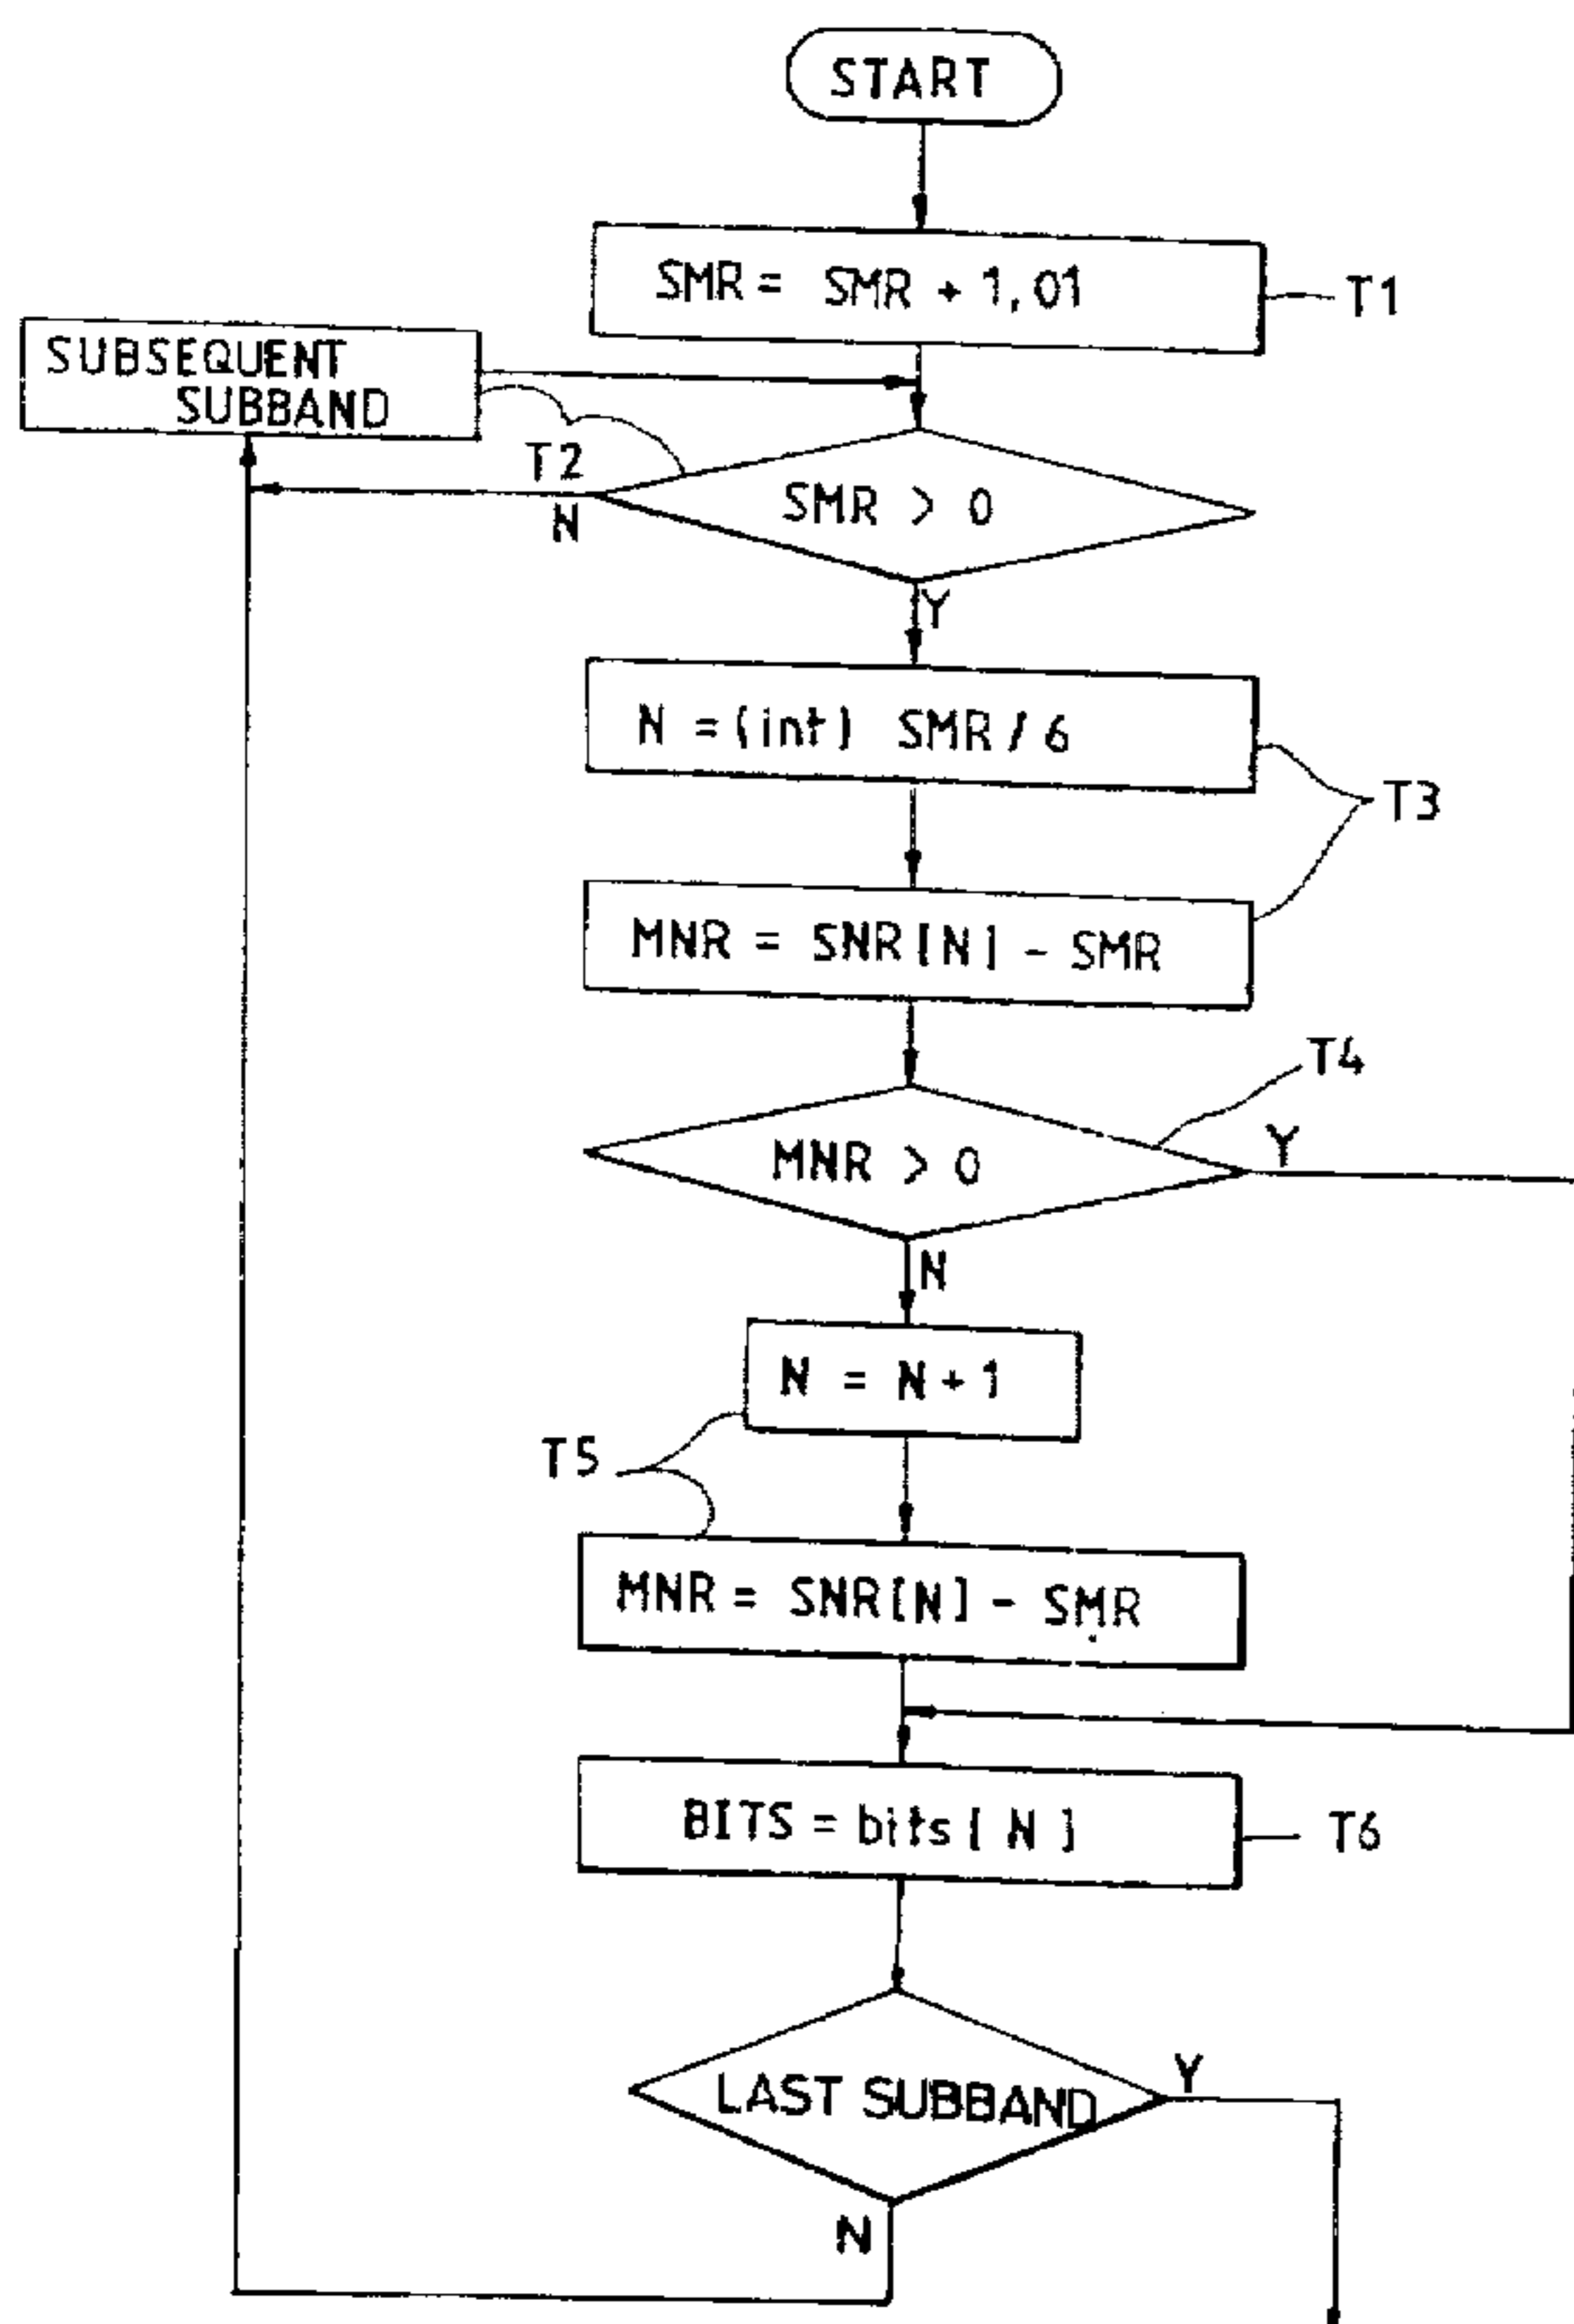 START
SMR = SMR + 1,01
T1
SUBSEQUENT
SUBBAND
T2
SMR > 0
N
Y
N = (int) SMR / 6
T3
MNR = SNR [N] - SMR
T4
MNR > 0
Y
N
N = N + 1
T5
MNR = SNR [N] - SMR
BITS = bits [ N ]
T6
LAST SUBBAND
Y
N